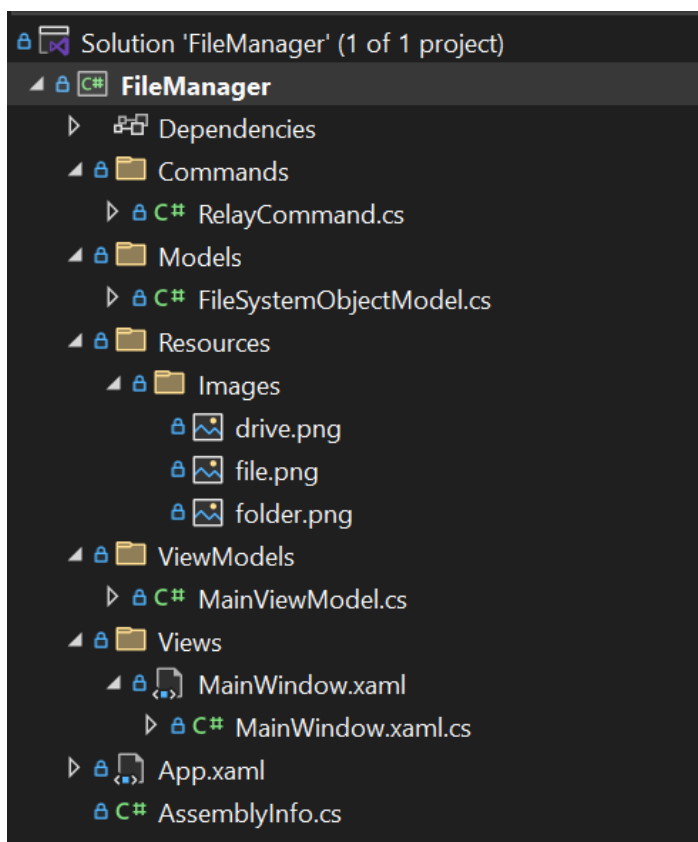 Solution 'FileManager' (1 of 1 project)
C# FileManager
Dependencies
Commands
C# RelayCommand.cs
Models
C# FileSystemObjectModel.cs
Resources
Images
drive.png
file.png
folder.png
ViewModels
C# MainViewModel.cs
Views
MainWindow.xaml
C# MainWindow.xaml.cs
App.xaml
C# AssemblyInfo.cs